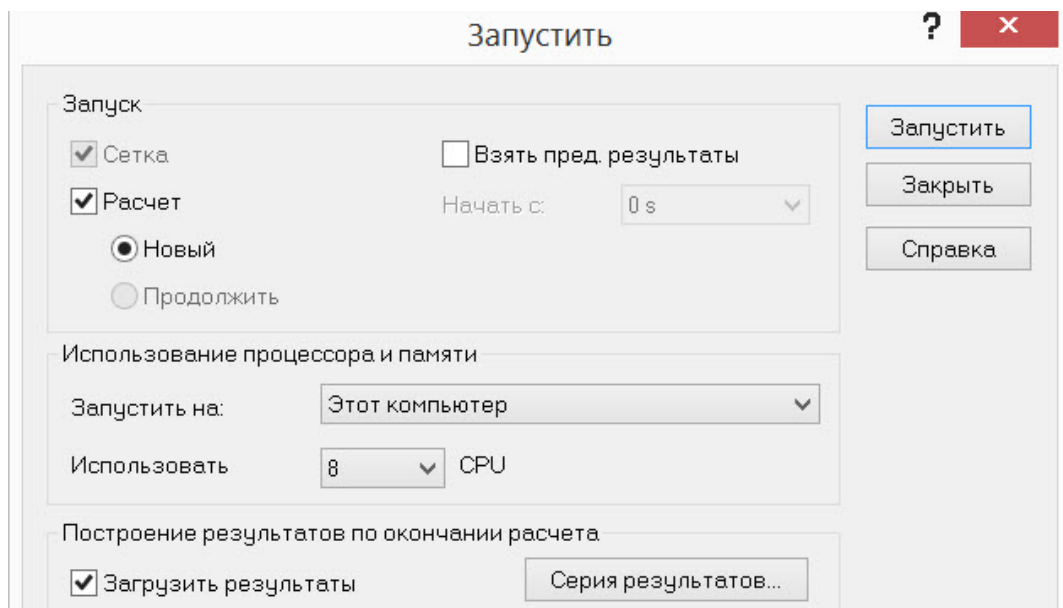 Запустить
?
x
Запуск
Сетка
Взять пред. результаты
Запустить
Расчет
Начать с: 0 s
Закрыть
Новый
Справка
Продолжить
Использование процессора и памяти
Запустить на: Этот компьютер
Использовать 8 CPU
Построение результатов по окончании расчета
Загрузить результаты
Серия результатов...